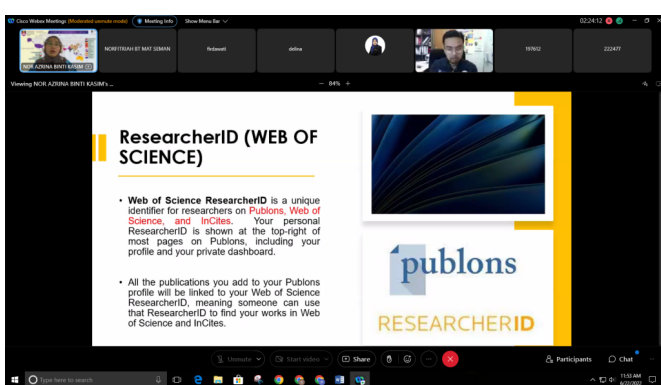 Cisco Webex Meetings (Moderated unmute mode) Meeting Info Show Menu Bar
02:24:12
NOR AZRINA BINTI KASIM
NORFITRIAH BT MAT SEMAN
firdawati
delina
197612
222477
Viewing NOR AZRINA BINTI KASIM's ...
− 84% +
ResearcherID (WEB OF
SCIENCE)
• Web of Science ResearcherID is a unique
identifier for researchers on Publons, Web of
Science, and InCites. Your personal
ResearcherID is shown at the top-right of
most pages on Publons, including your
profile and your private dashboard.
• All the publications you add to your Publons
profile will be linked to your Web of Science
ResearcherID, meaning someone can use
that ResearcherID to find your works in Web
of Science and InCites.
publons
RESEARCHERID
Unmute Start video Share Participants Chat
Type here to search
11:53 AM
6/22/2022